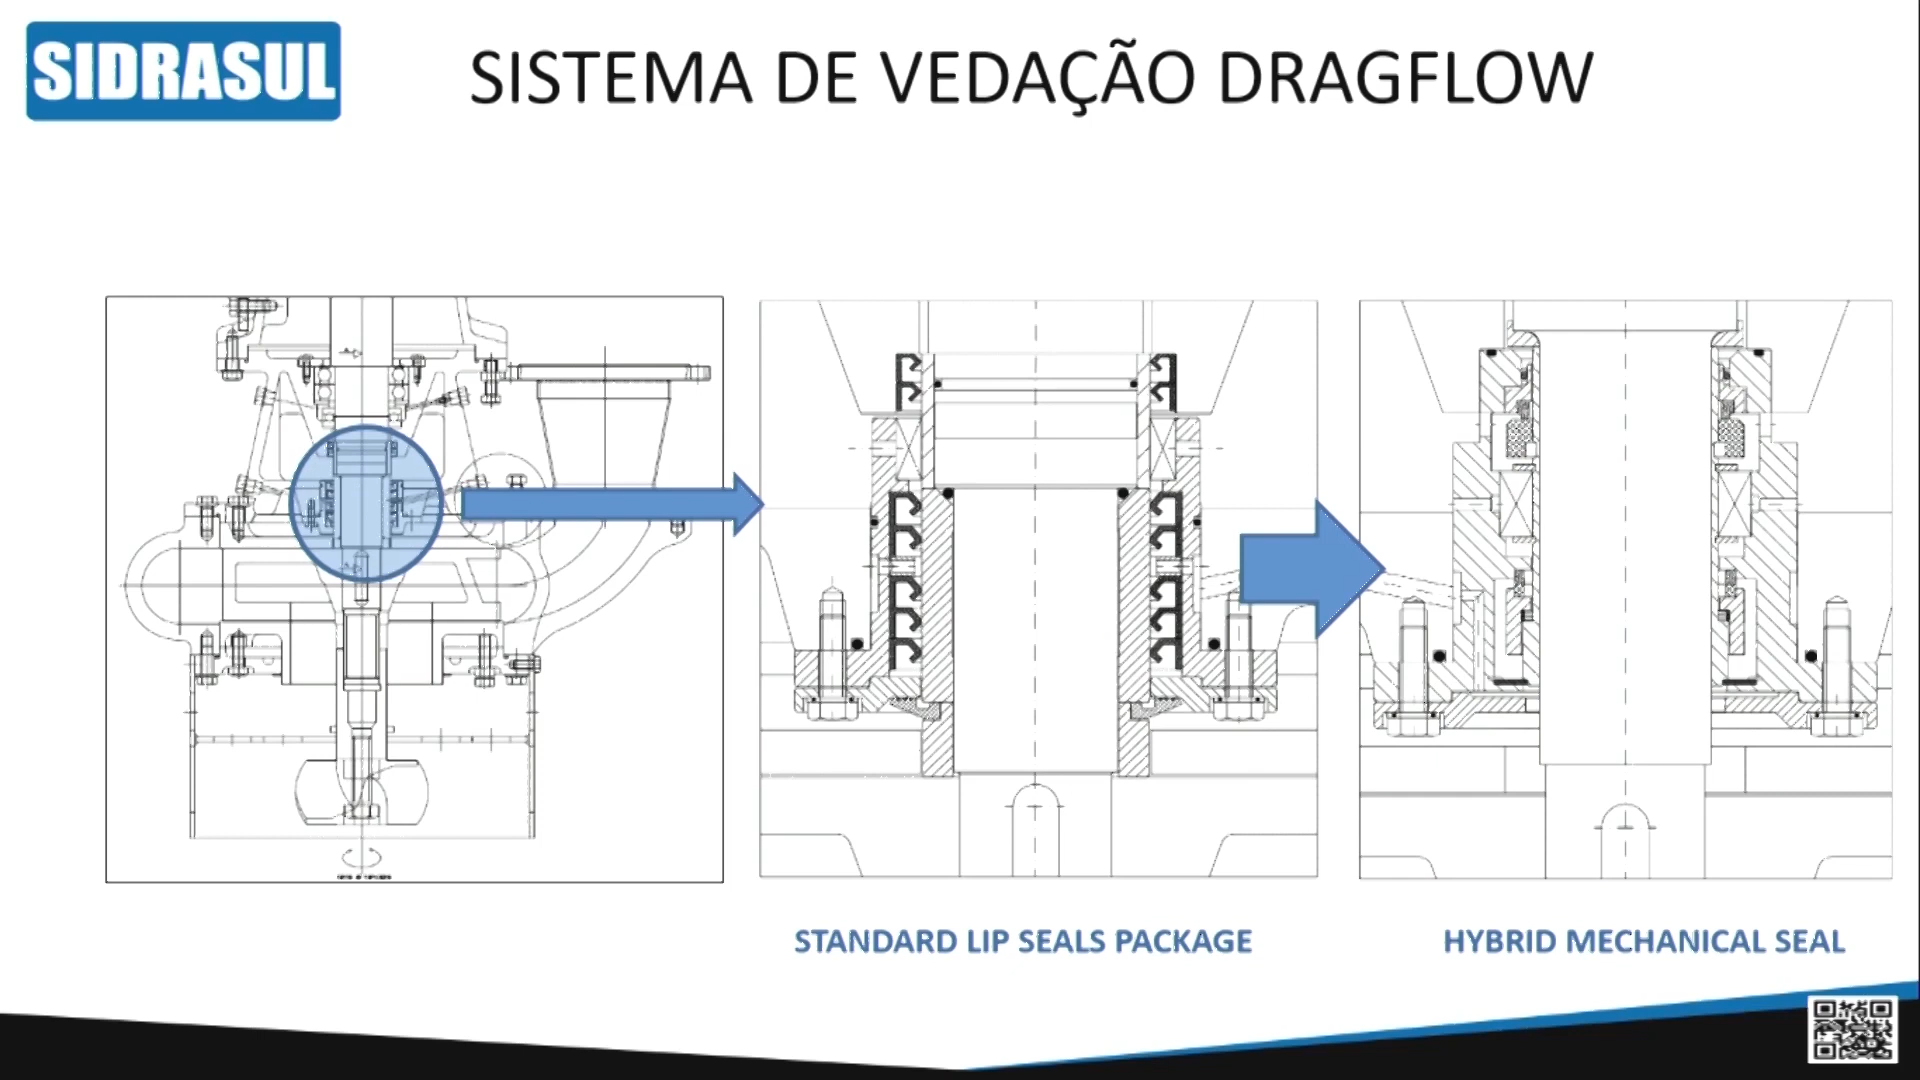 SIDRASUL
SISTEMA DE VEDAÇÃO DRAGFLOW
STANDARD LIP SEALS PACKAGE
HYBRID MECHANICAL SEAL